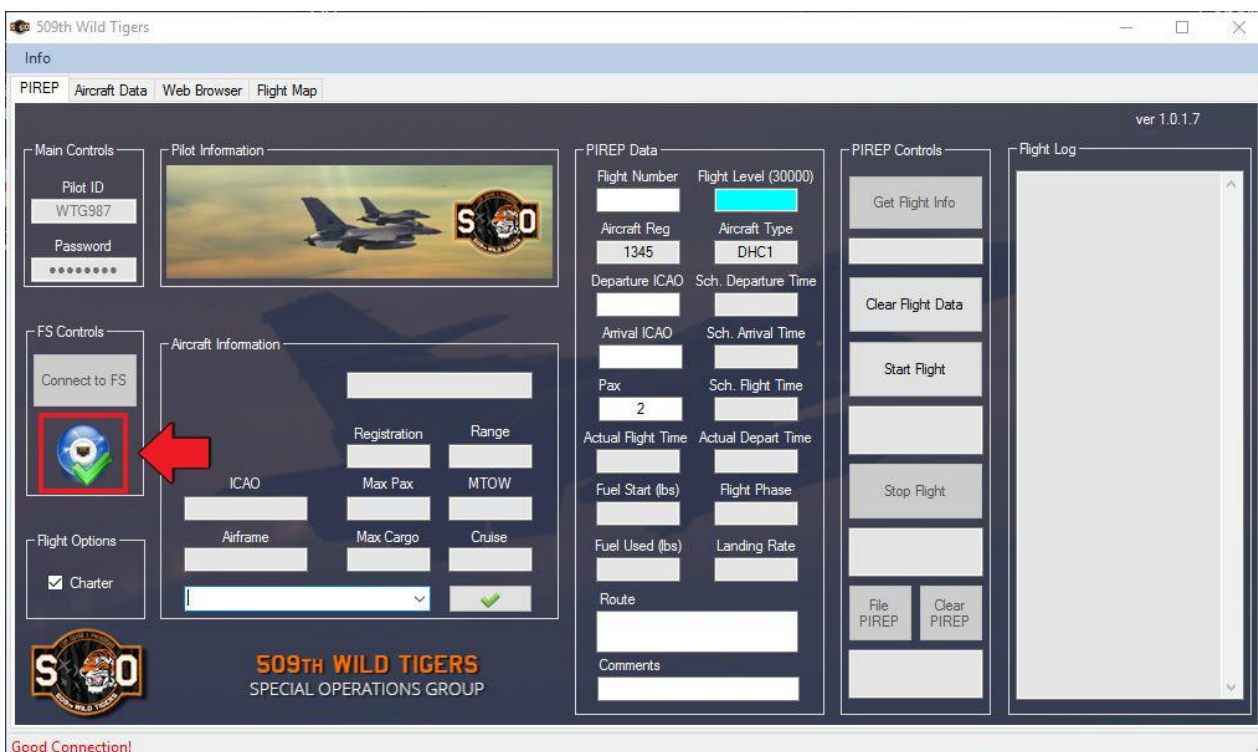 509th Wild Tigers
Info
PIREP Aircraft Data Web Browser Flight Map
ver 1.0.1.7
Main Controls
Pilot ID
WTG987
Password
••••••••
FS Controls
Connect to FS
Flight Options
Charter
Pilot Information
S O
Aircraft Information
Registration Range
ICAO Max Pax MTOW
Airframe Max Cargo Cruise
S O
509TH WILD TIGERS
SPECIAL OPERATIONS GROUP
PIREP Data
Flight Number Flight Level (30000)
Aircraft Reg Aircraft Type
1345 DHC1
Departure ICAO Sch. Departure Time
Arrival ICAO Sch. Arrival Time
Pax Sch. Flight Time
2
Actual Flight Time Actual Depart Time
Fuel Start (lbs) Flight Phase
Fuel Used (lbs) Landing Rate
Route
Comments
PIREP Controls
Get Flight Info
Clear Flight Data
Start Flight
Stop Flight
File PIREP
Clear PIREP
Flight Log
Good Connection!